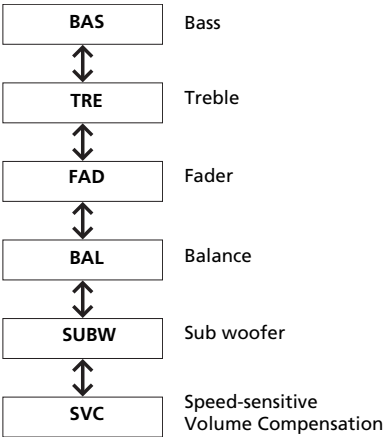 BAS Bass
TRE Treble
FAD Fader
BAL Balance
SUBW Sub woofer
SVC Speed-sensitive
Volume Compensation